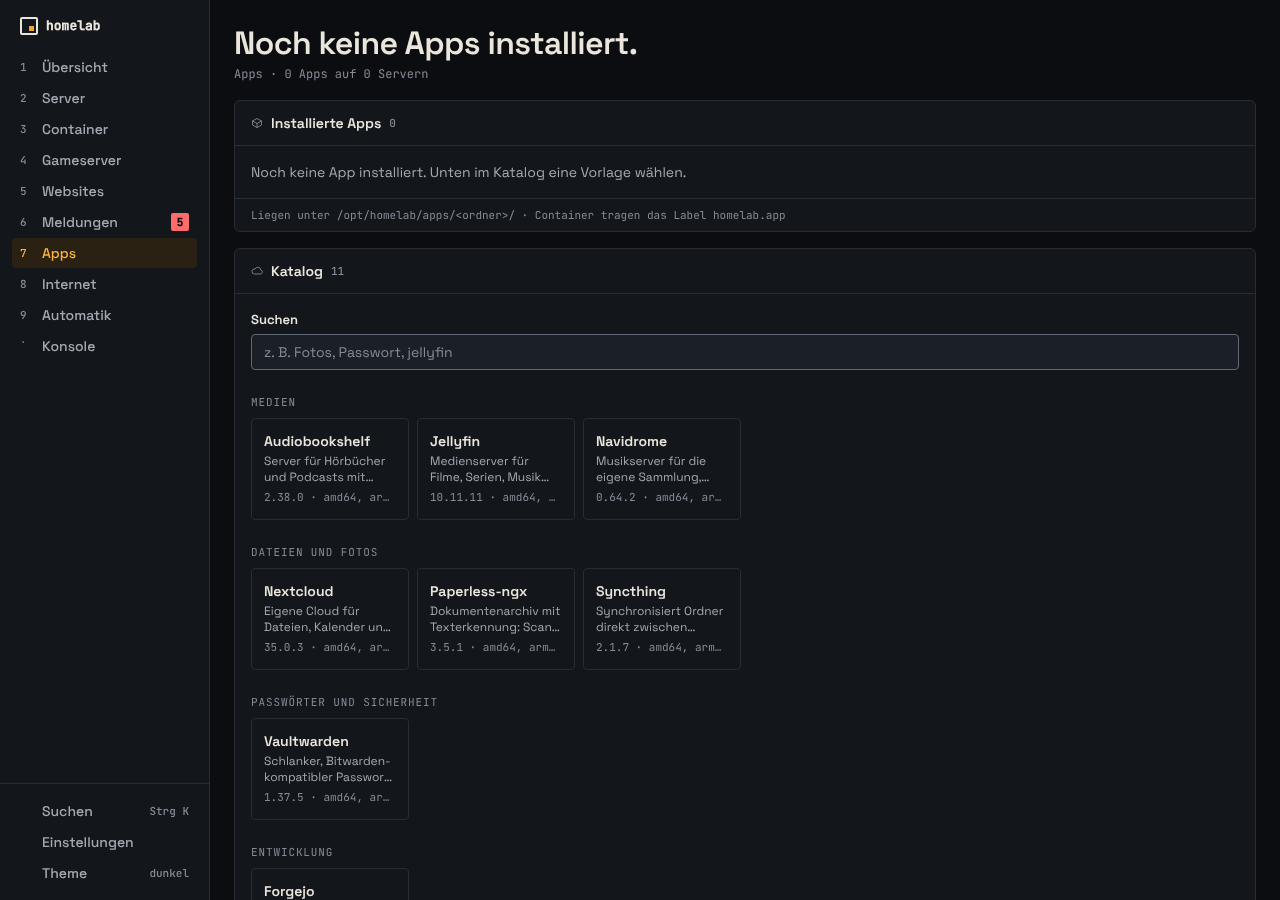 homelab
1 Übersicht
2 Server
3 Container
4 Gameserver
5 Websites
6 Meldungen 5
7 Apps
8 Internet
9 Automatik
` Konsole
Suchen Strg K
Einstellungen
Theme dunkel
Noch keine Apps installiert.
Apps · 0 Apps auf 0 Servern
Installierte Apps 0
Noch keine App installiert. Unten im Katalog eine Vorlage wählen.
Liegen unter /opt/homelab/apps/<ordner>/ · Container tragen das Label homelab.app
Katalog 11
Suchen
z. B. Fotos, Passwort, jellyfin
MEDIEN
Audiobookshelf
Server für Hörbücher
und Podcasts mit…
2.38.0 · amd64, ar…
Jellyfin
Medienserver für
Filme, Serien, Musik…
10.11.11 · amd64, …
Navidrome
Musikserver für die
eigene Sammlung,…
0.64.2 · amd64, ar…
DATEIEN UND FOTOS
Nextcloud
Eigene Cloud für
Dateien, Kalender un…
35.0.3 · amd64, ar…
Paperless-ngx
Dokumentenarchiv mit
Texterkennung: Scan…
3.5.1 · amd64, arm…
Syncthing
Synchronisiert Ordner
direkt zwischen…
2.1.7 · amd64, arm…
PASSWÖRTER UND SICHERHEIT
Vaultwarden
Schlanker, Bitwarden-
kompatibler Passwor…
1.37.5 · amd64, ar…
ENTWICKLUNG
Forgejo